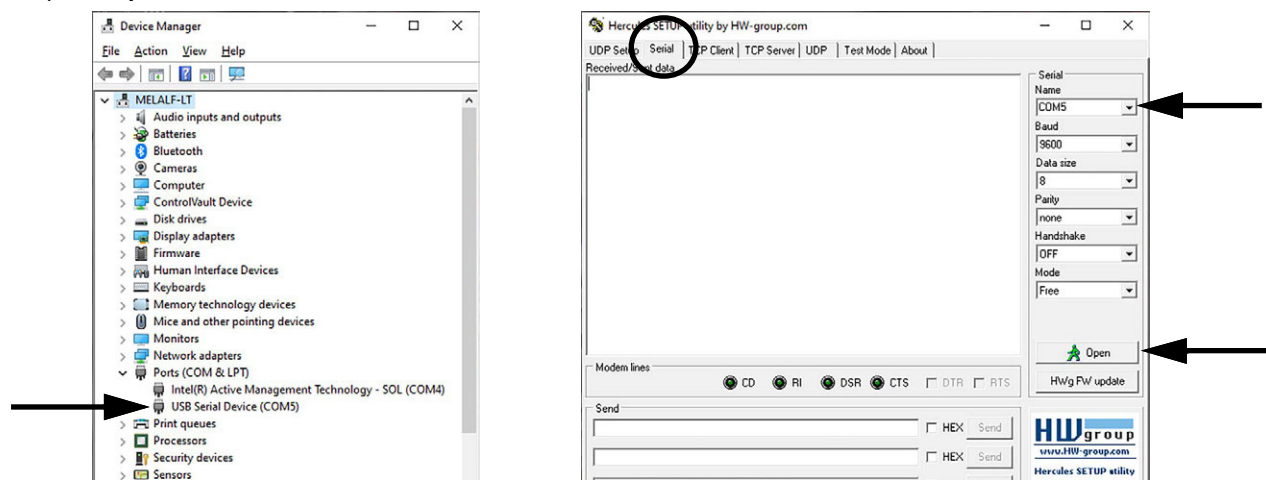 Device Manager
File Action View Help
MELALF-LT
Audio inputs and outputs
Batteries
Bluetooth
Cameras
Computer
ControlVault Device
Disk drives
Display adapters
Firmware
Human Interface Devices
Keyboards
Memory technology devices
Mice and other pointing devices
Monitors
Network adapters
Ports (COM & LPT)
Intel(R) Active Management Technology - SOL (COM4)
USB Serial Device (COM5)
Print queues
Processors
Security devices
Sensors
Hercules SETUP utility by HW-group.com
UDP Setup Serial TCP Client TCP Server UDP Test Mode About
Received/Sent data
Serial
Name
COM5
Baud
9600
Data size
8
Parity
none
Handshake
OFF
Mode
Free
Open
HWg FW update
Modem lines
CD RI DSR CTS DTR RTS
Send
HEX Send
HEX Send
HWgroup
www.HW-group.com
Hercules SETUP utility